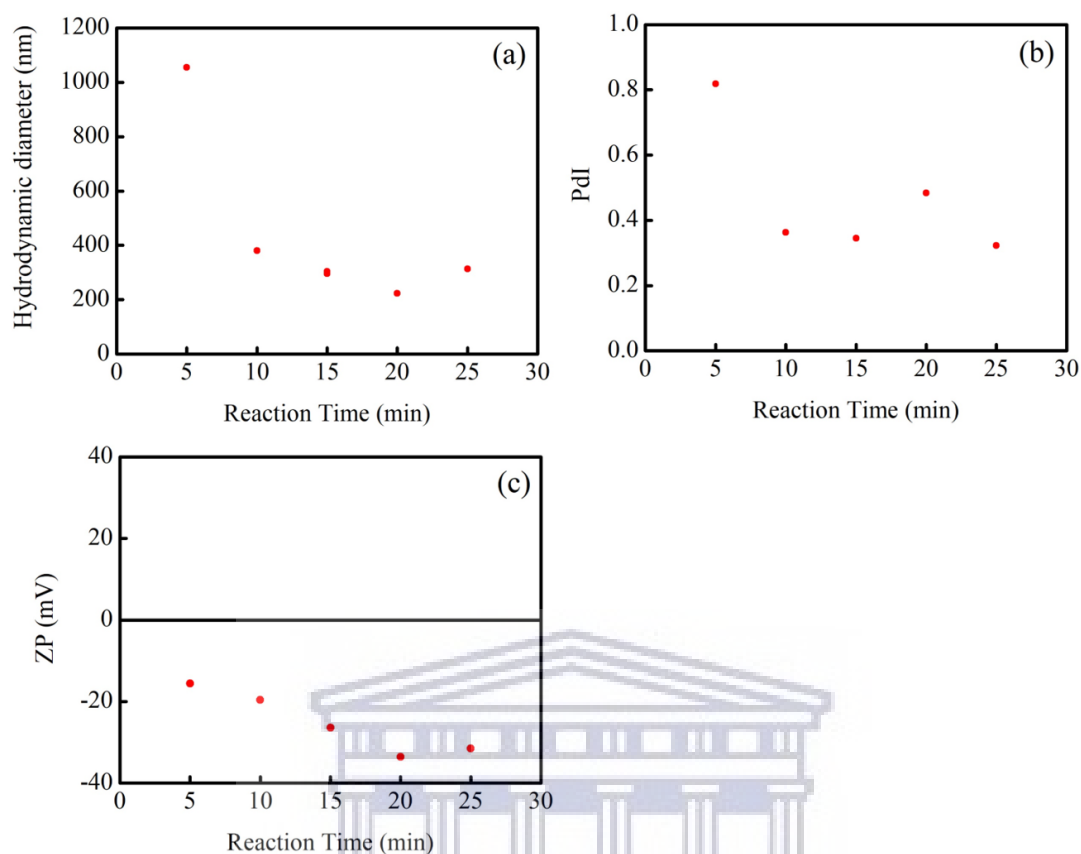 (a)
Hydrodynamic diameter (nm)
1200
1000
800
600
400
200
0
0 5 10 15 20 25 30
Reaction Time (min)
(b)
PdI
1.0
0.8
0.6
0.4
0.2
0.0
0 5 10 15 20 25 30
Reaction Time (min)
(c)
ZP (mV)
40
20
0
-20
-40
0 5 10 15 20 25 30
Reaction Time (min)